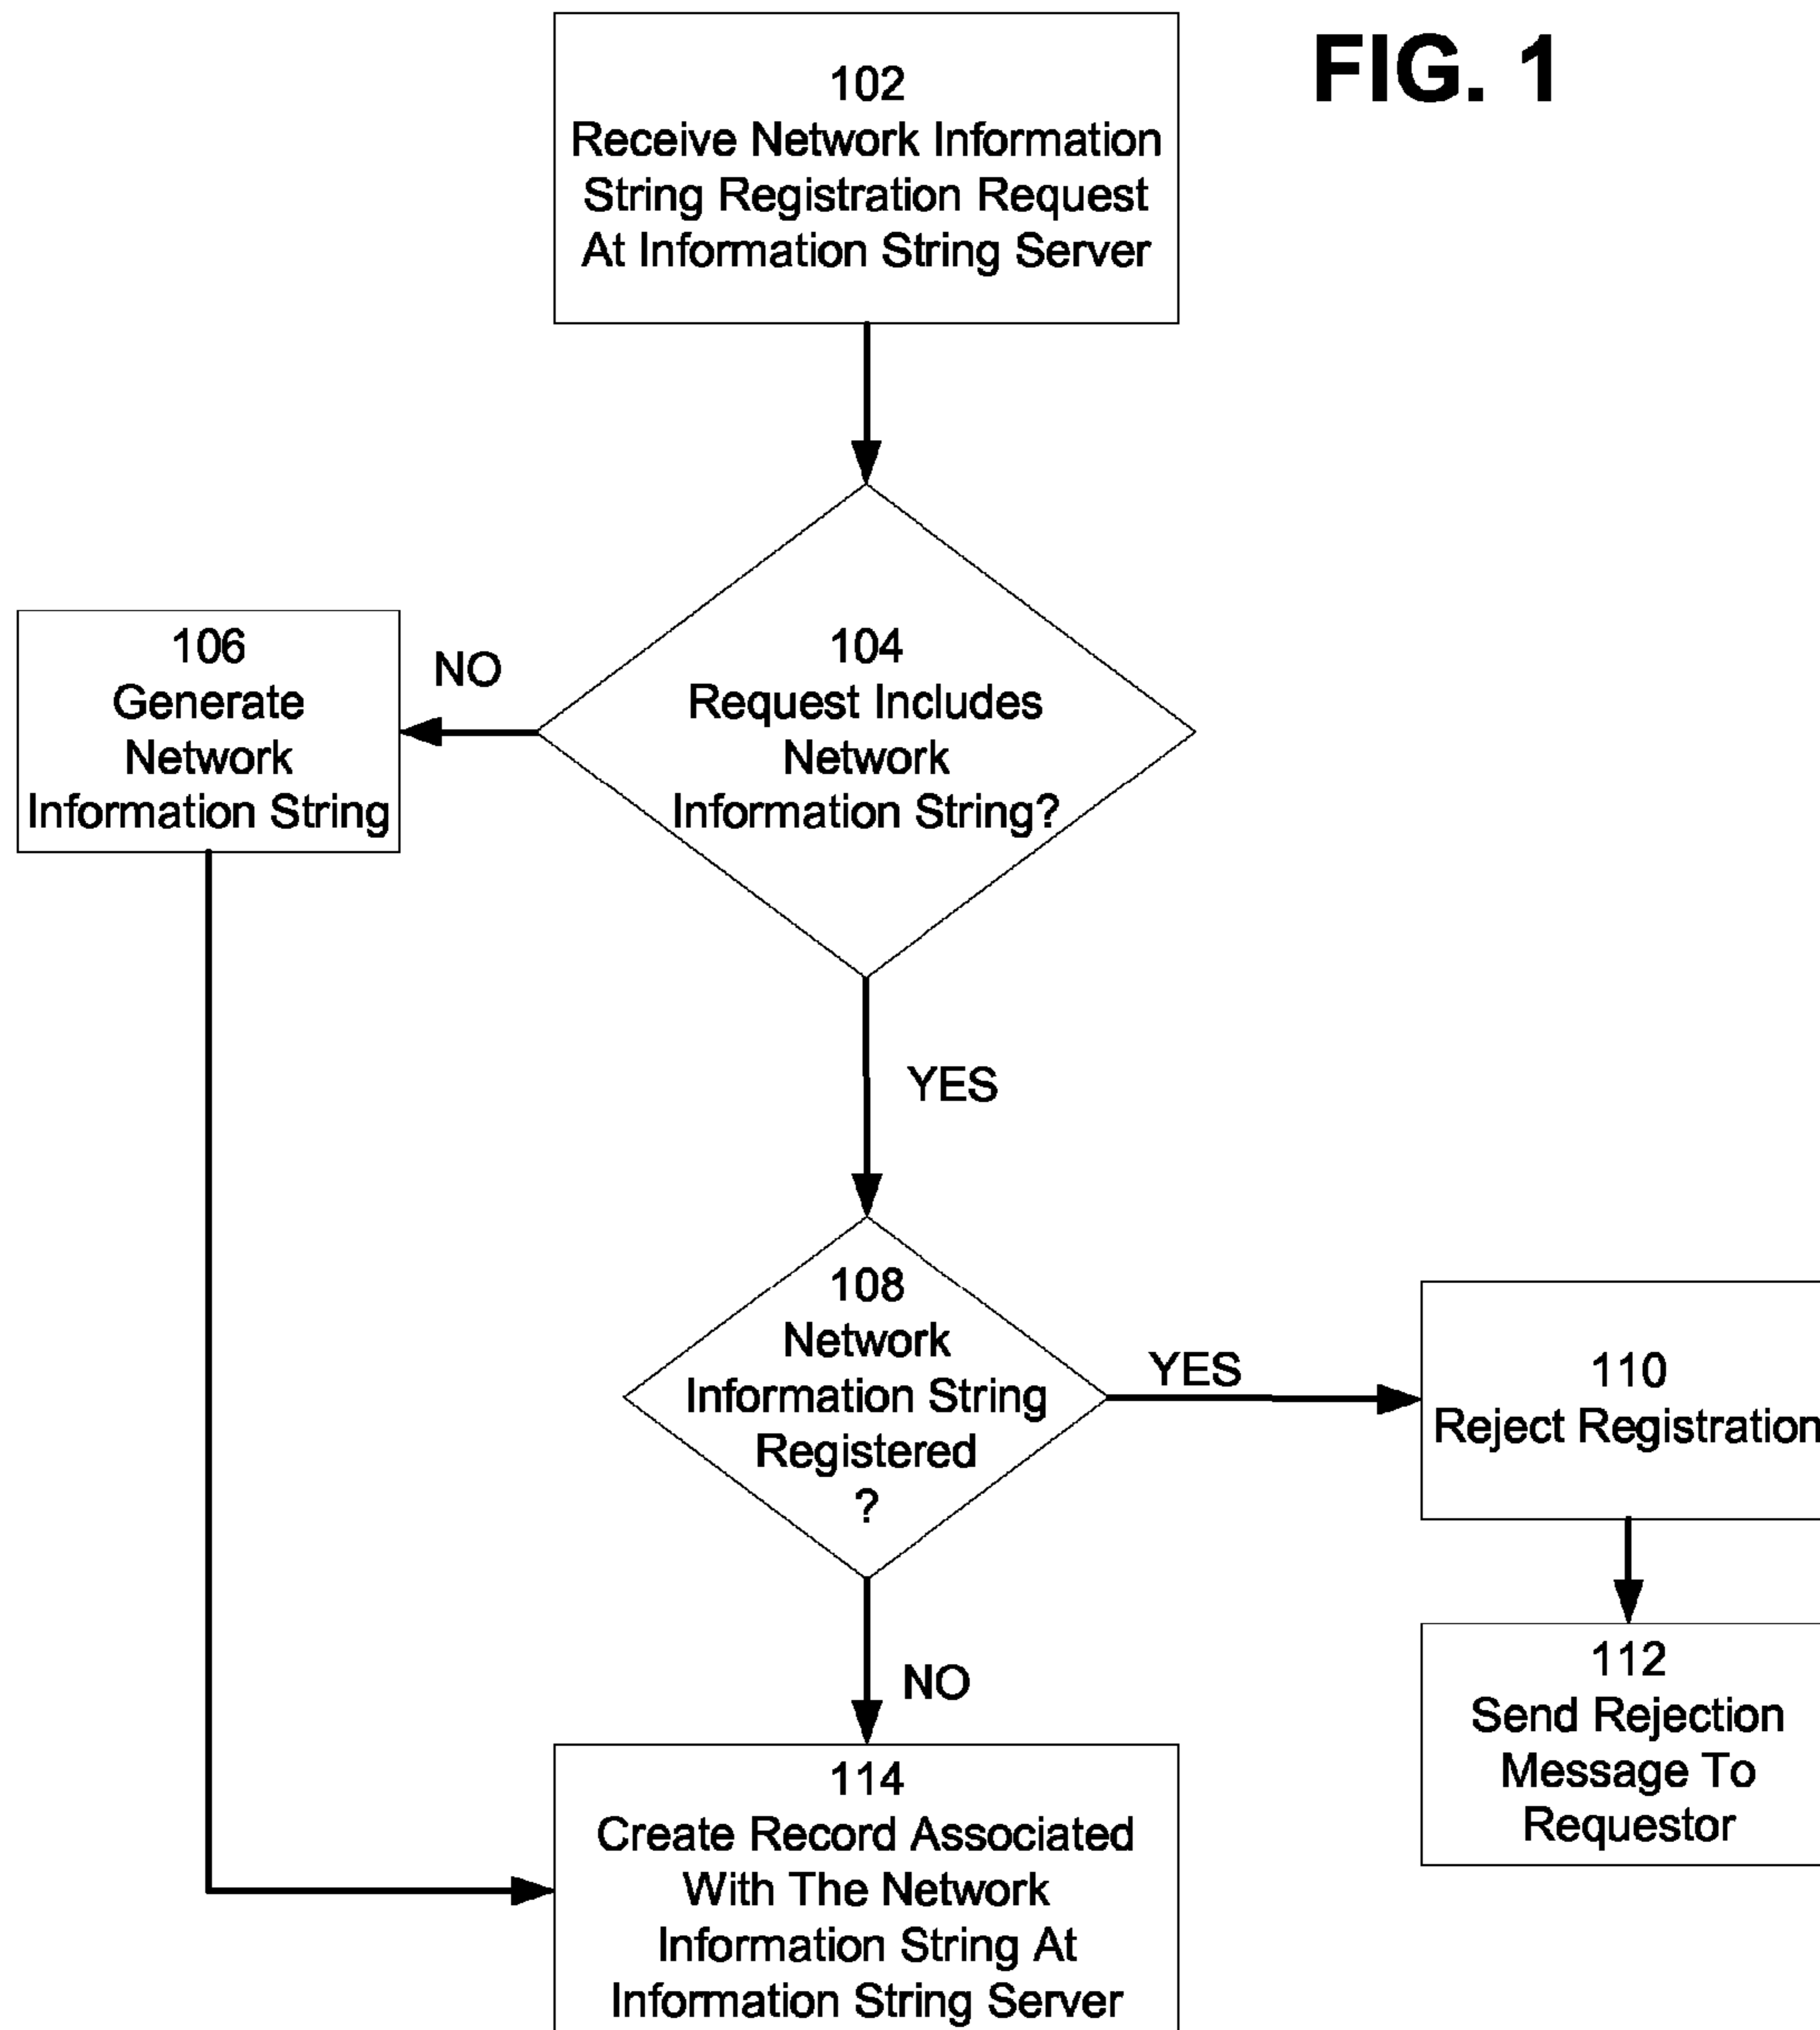 FIG. 1
102
Receive Network Information
String Registration Request
At Information String Server
106
Generate
Network
Information String
NO
104
Request Includes
Network
Information String?
YES
108
Network
Information String
Registered
?
YES
110
Reject Registration
NO
112
Send Rejection
Message To
Requestor
114
Create Record Associated
With The Network
Information String At
Information String Server